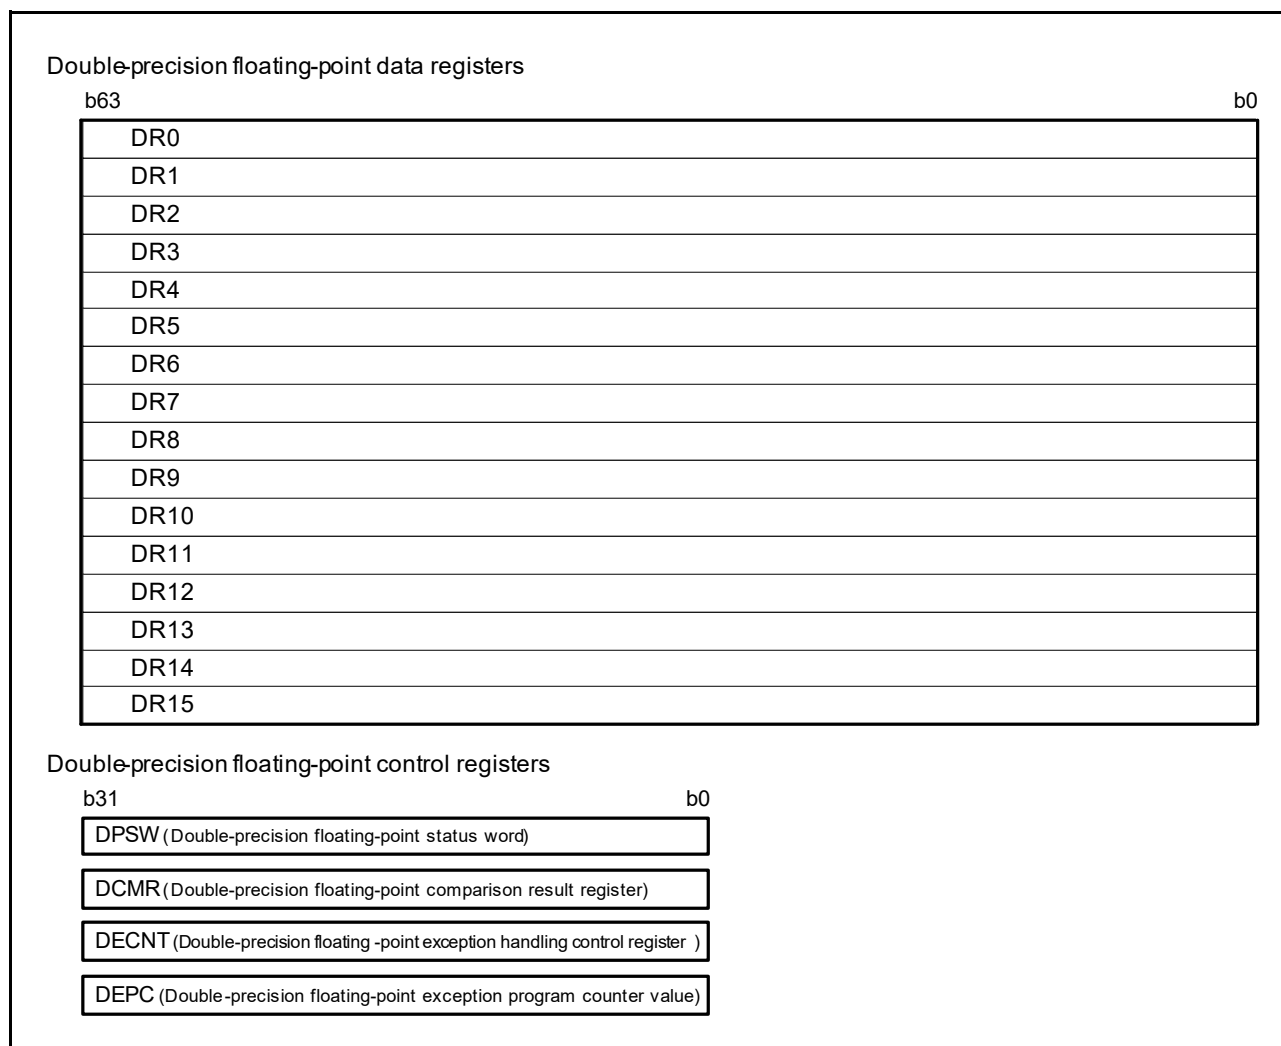 Double-precision floating-point data registers
b63 b0
DR0
DR1
DR2
DR3
DR4
DR5
DR6
DR7
DR8
DR9
DR10
DR11
DR12
DR13
DR14
DR15
Double-precision floating-point control registers
b31 b0
DPSW (Double-precision floating-point status word)
DCMR (Double-precision floating-point comparison result register)
DECNT (Double-precision floating -point exception handling control register )
DEPC (Double-precision floating-point exception program counter value)